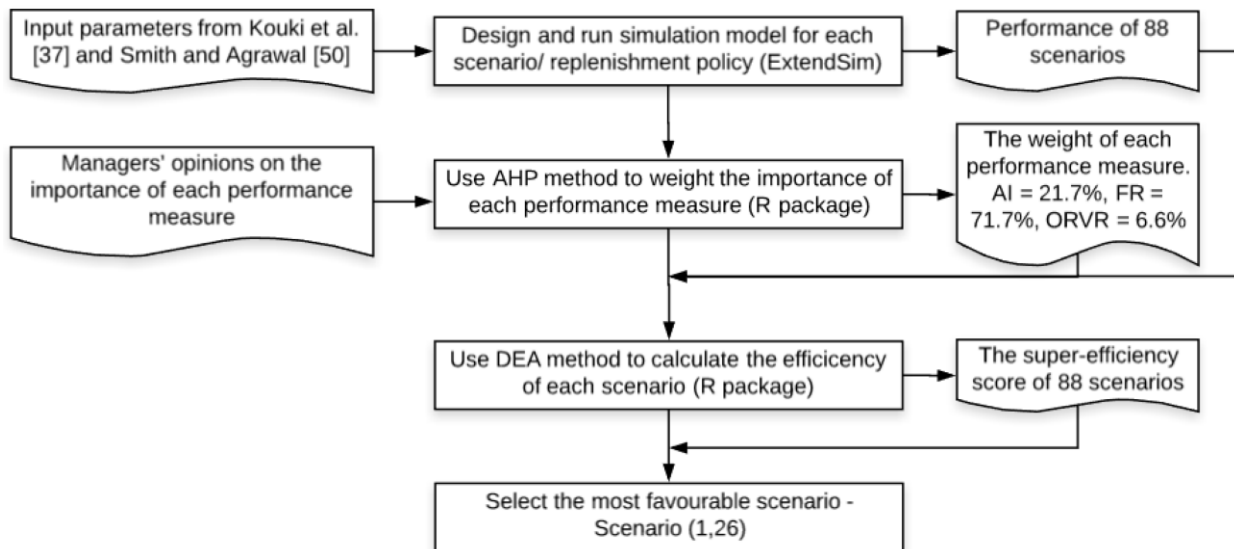 Input parameters from Kouki et al.
[37] and Smith and Agrawal [50]
Design and run simulation model for each
scenario/ replenishment policy (ExtendSim)
Performance of 88
scenarios
Managers' opinions on the
importance of each performance
measure
Use AHP method to weight the importance of
each performance measure (R package)
The weight of each
performance measure.
AI = 21.7%, FR =
71.7%, ORVR = 6.6%
Use DEA method to calculate the efficicency
of each scenario (R package)
The super-efficiency
score of 88 scenarios
Select the most favourable scenario -
Scenario (1,26)